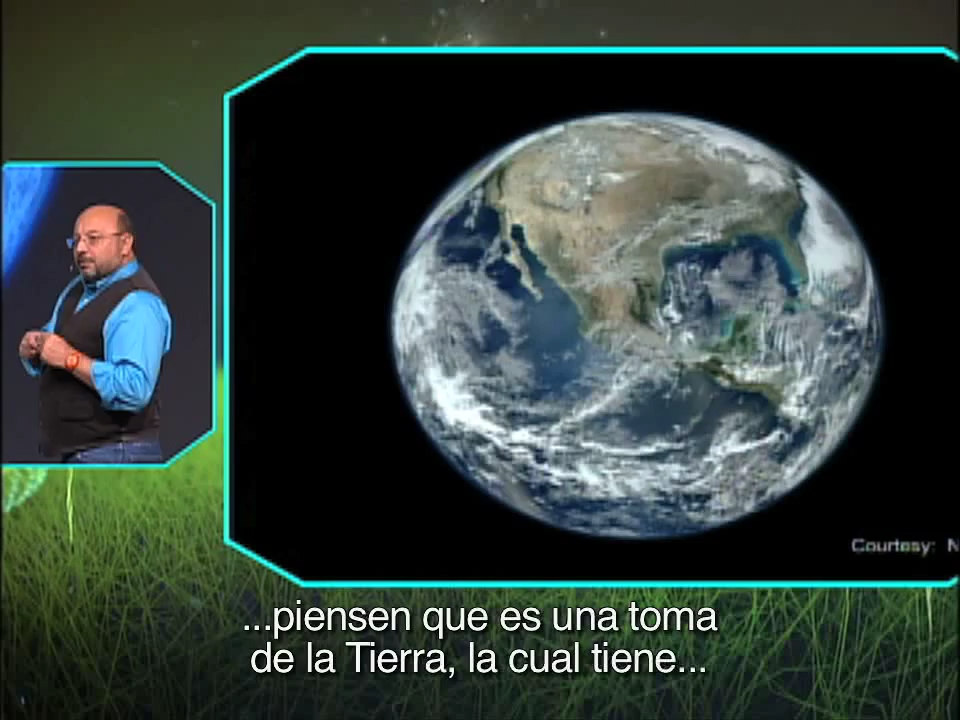 Courtesy: N
...piensen que es una toma
de la Tierra, la cual tiene...